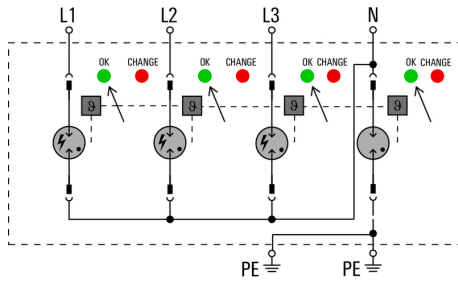 L1 L2 L3 N
OK CHANGE OK CHANGE OK CHANGE OK CHANGE
ϑ ϑ ϑ ϑ
PE PE